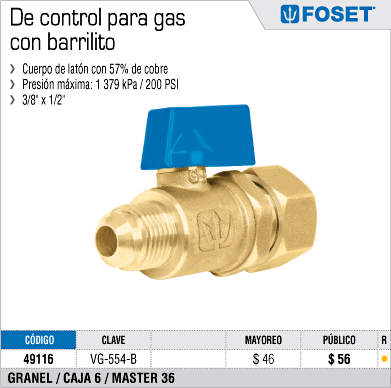 De control para gas
con barrilito
FOSET®
Cuerpo de latón con 57% de cobre
Presión máxima: 1 379 kPa / 200 PSI
3/8" x 1/2"
CÓDIGO CLAVE MAYOREO PÚBLICO R
49116 VG-554-B $ 46 $ 56
GRANEL / CAJA 6 / MASTER 36